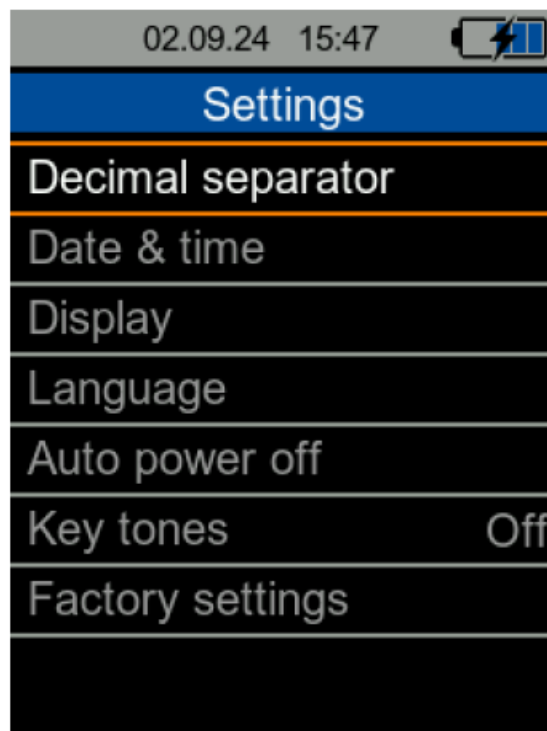 02.09.24 15:47
Settings
Decimal separator
Date & time
Display
Language
Auto power off
Key tones Off
Factory settings